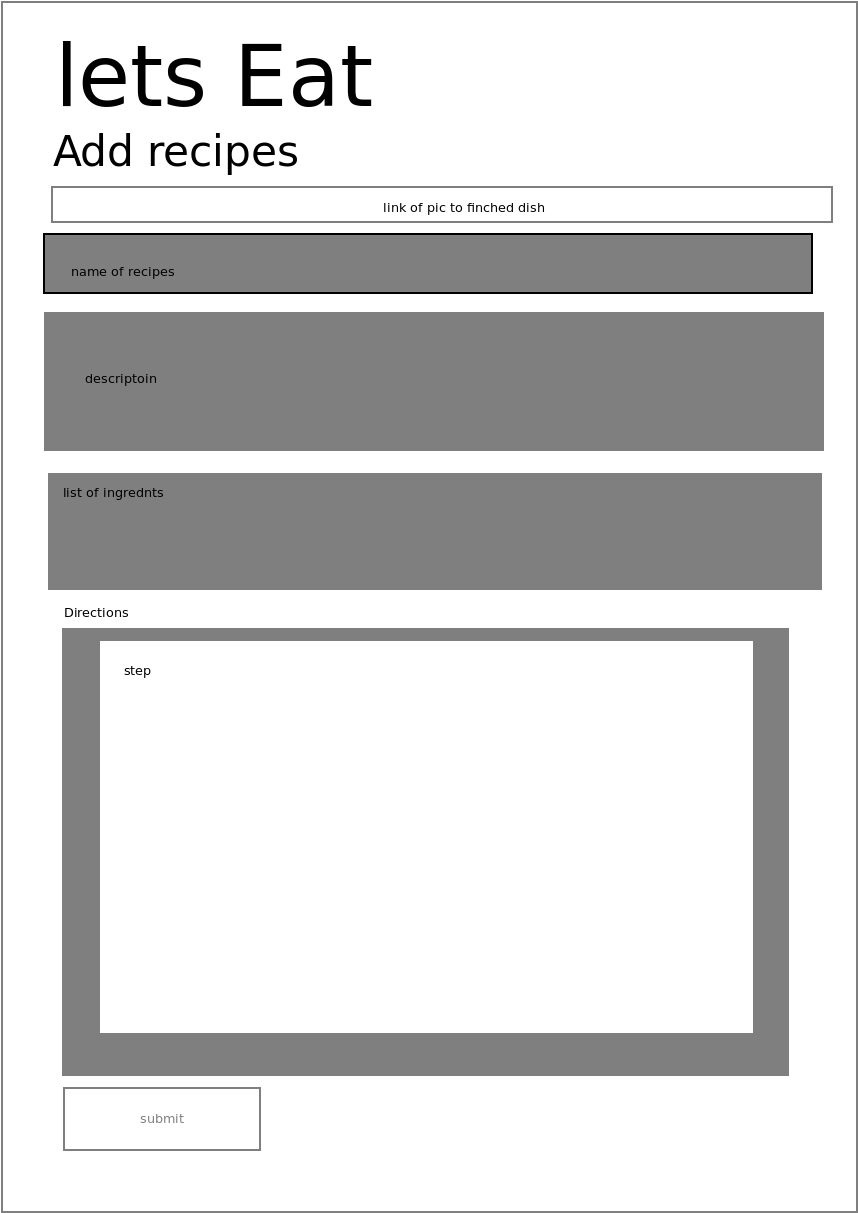 lets Eat
Add recipes
link of pic to finched dish
name of recipes
descriptoin
list of ingrednts
Directions
step
submit